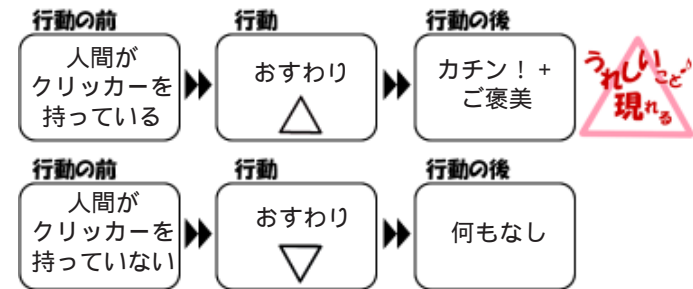 行動の前
行動
行動の後
人間が
クリッカーを
持っている
おすわり
カチン！+
ご褒美
うれしいこと♪
現れる
行動の前
行動
行動の後
人間が
クリッカーを
持っていない
おすわり
何もなし